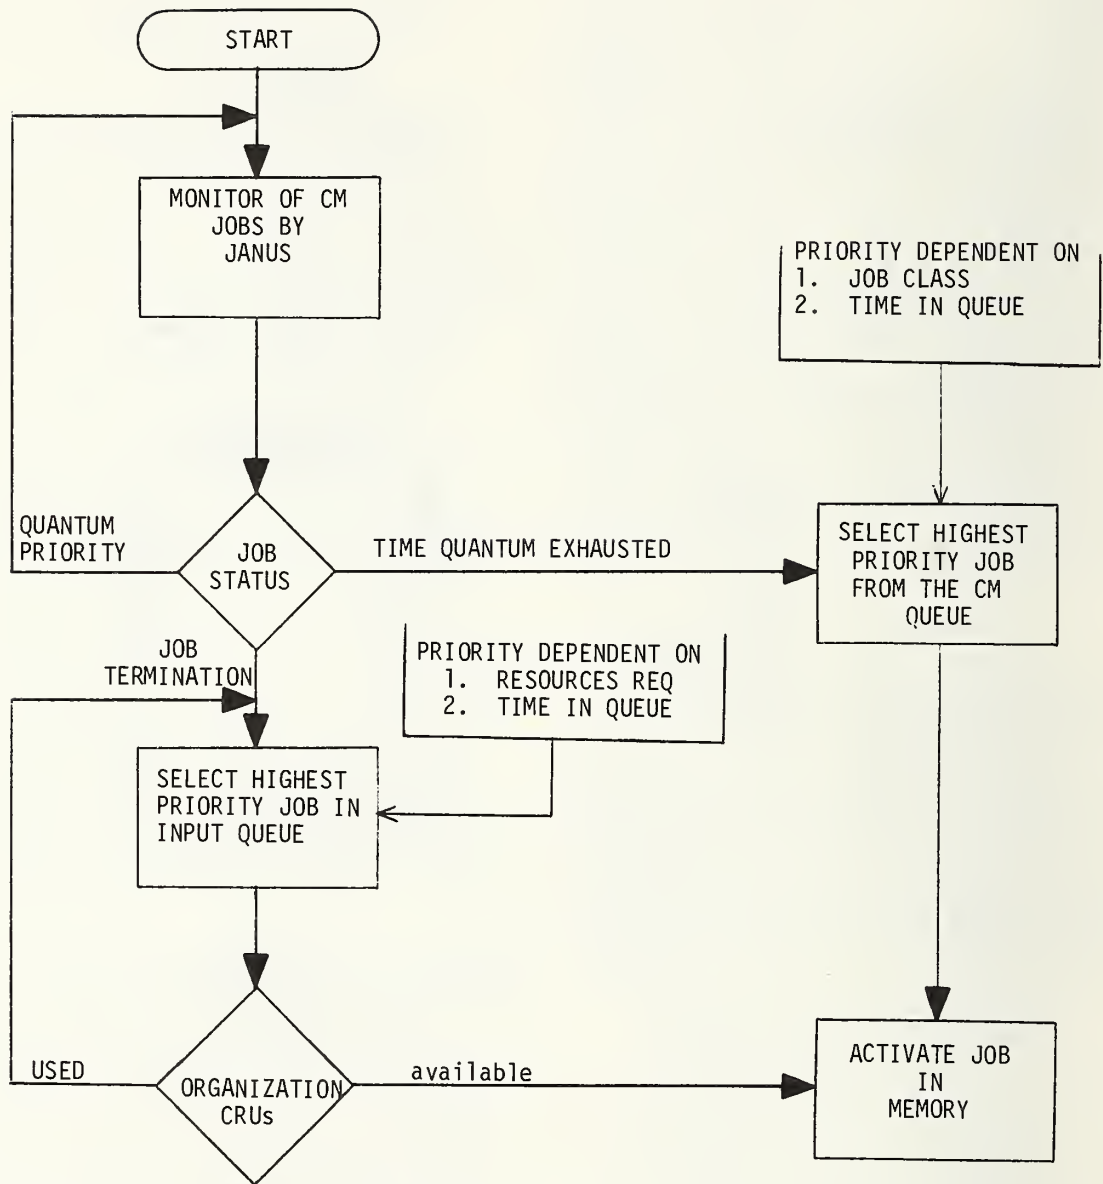 START
MONITOR OF CM
JOBS BY
JANUS
PRIORITY DEPENDENT ON
1. JOB CLASS
2. TIME IN QUEUE
QUANTUM
PRIORITY
JOB
STATUS
TIME QUANTUM EXHAUSTED
SELECT HIGHEST
PRIORITY JOB
FROM THE CM
QUEUE
JOB
TERMINATION
PRIORITY DEPENDENT ON
1. RESOURCES REQ
2. TIME IN QUEUE
SELECT HIGHEST
PRIORITY JOB IN
INPUT QUEUE
USED
ORGANIZATION
CRUs
available
ACTIVATE JOB
IN
MEMORY